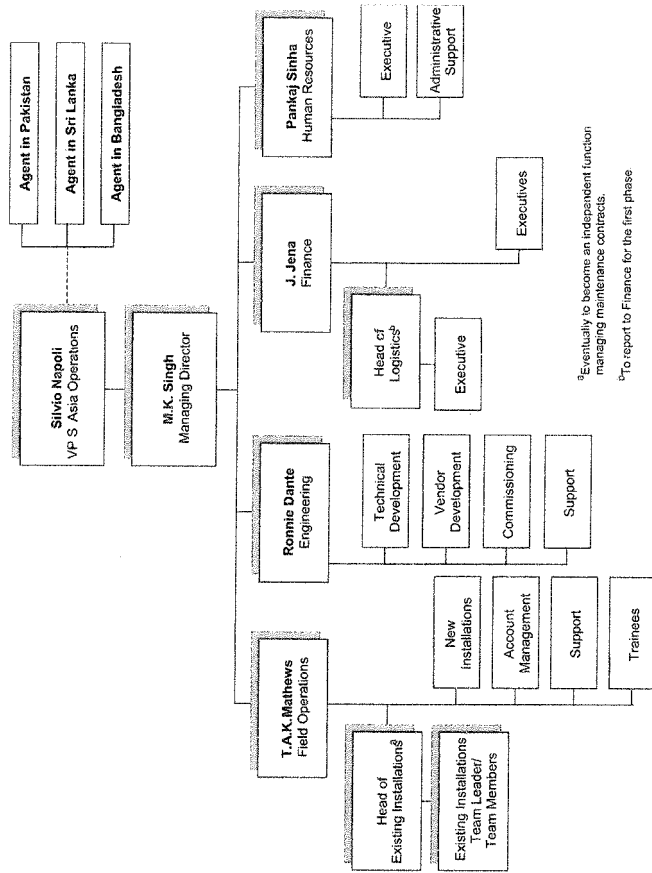 Agent in Pakistan
Agent in Sri Lanka
Agent in Bangladesh
Silvio Napoli
VP S Asia Operations
M.K. Singh
Managing Director
T.A.K.Mathews
Field Operations
Head of
Existing Installationsª
Existing Installations
Team Leader/
Team Members
New
Installations
Account
Management
Support
Trainees
Ronnie Dante
Engineering
Technical
Development
Vendor
Development
Commissioning
Support
J. Jena
Finance
Head of
Logisticsᵇ
Executive
Executives
Pankaj Sinha
Human Resources
Executive
Administrative
Support
ªEventually to become an independent function
managing maintenance contracts.
ᵇTo report to Finance for the first phase